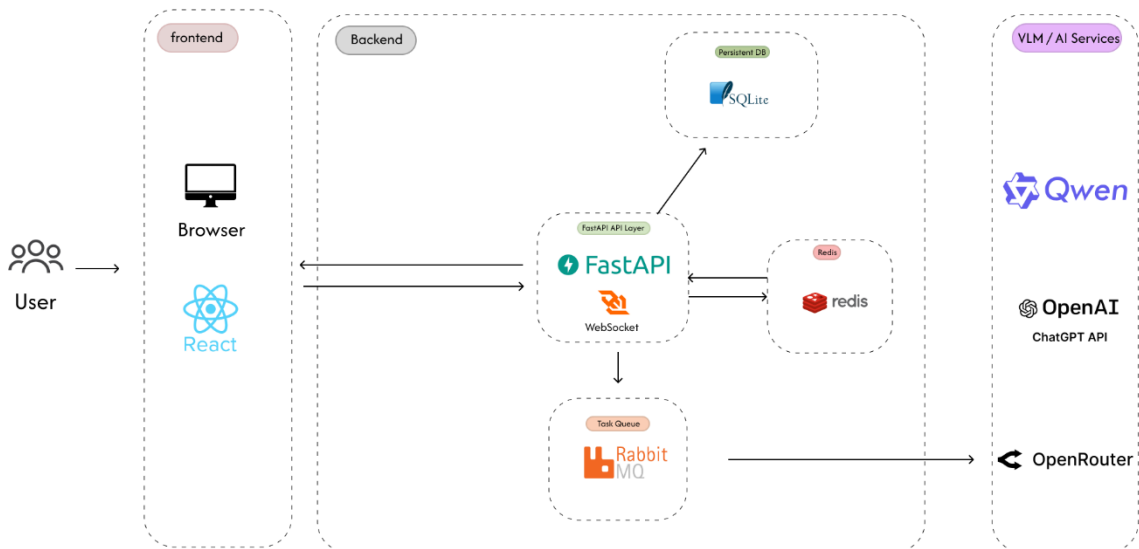 frontend
Backend
Persistent DB
VLM / AI Services
SQLite
Qwen
Browser
FastAPI API Layer
FastAPI
Redis
User
redis
OpenAI
WebSocket
ChatGPT API
React
Task Queue
Rabbit
MQ
OpenRouter